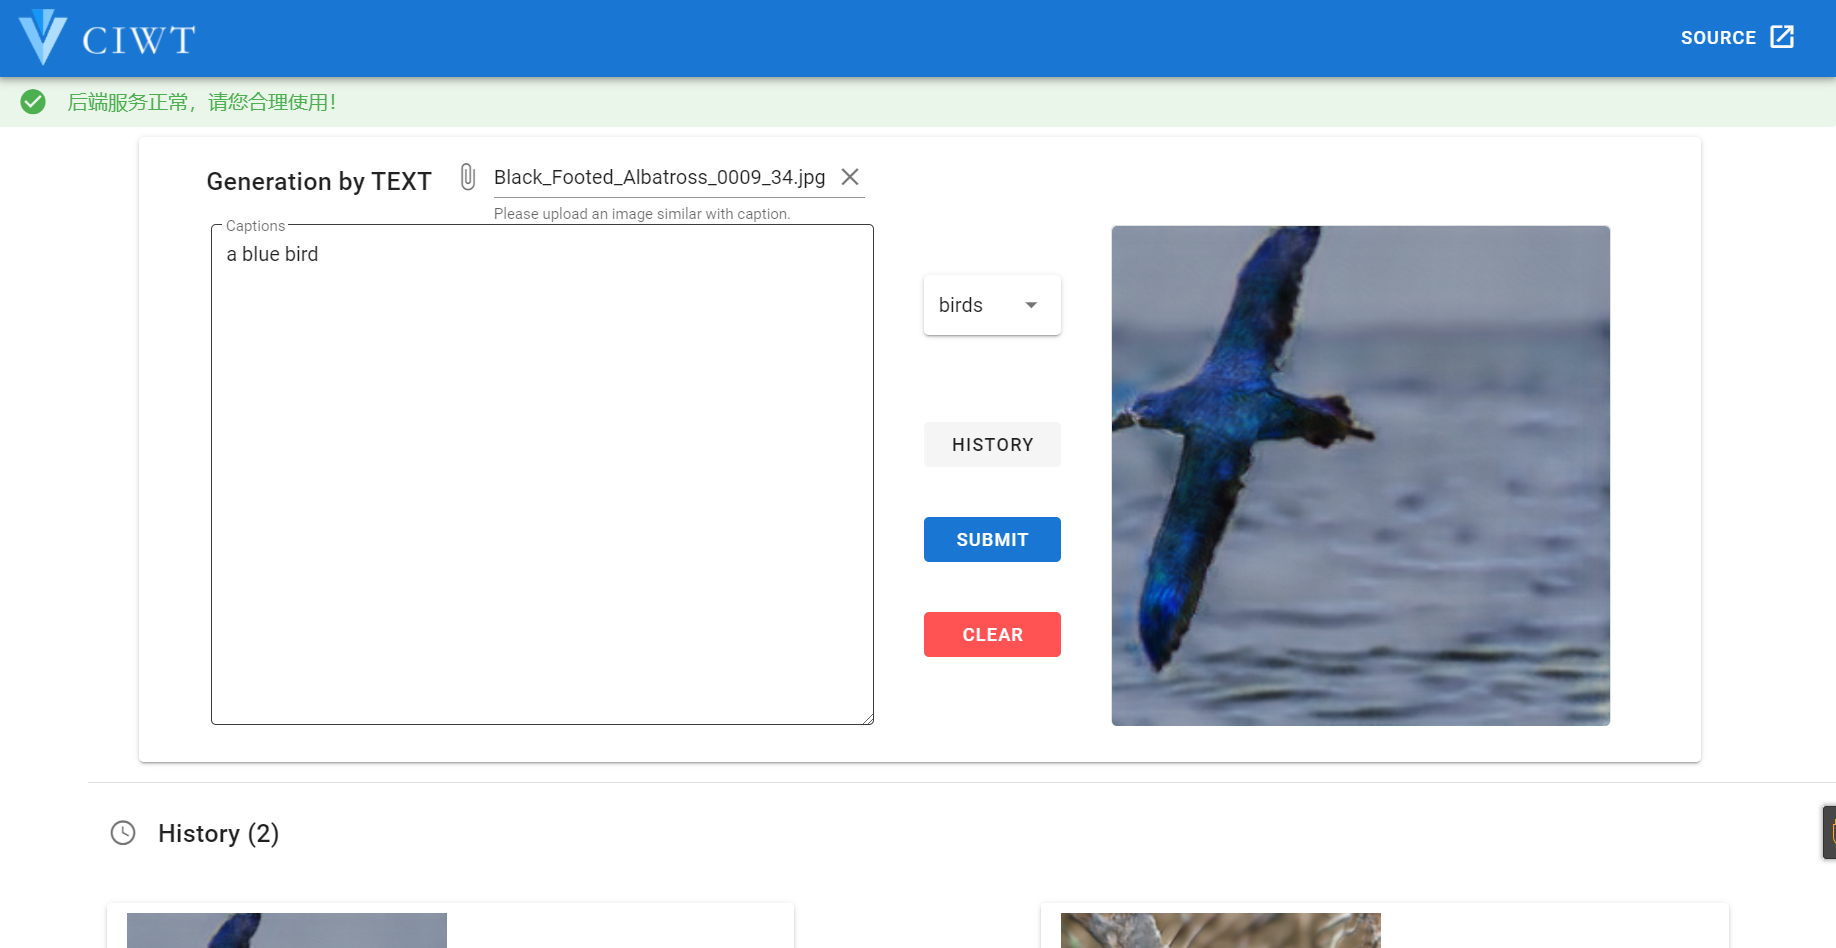 CIWT
SOURCE
后端服务正常，请您合理使用！
Generation by TEXT
Black_Footed_Albatross_0009_34.jpg
Please upload an image similar with caption.
Captions
a blue bird
birds
HISTORY
SUBMIT
CLEAR
History (2)